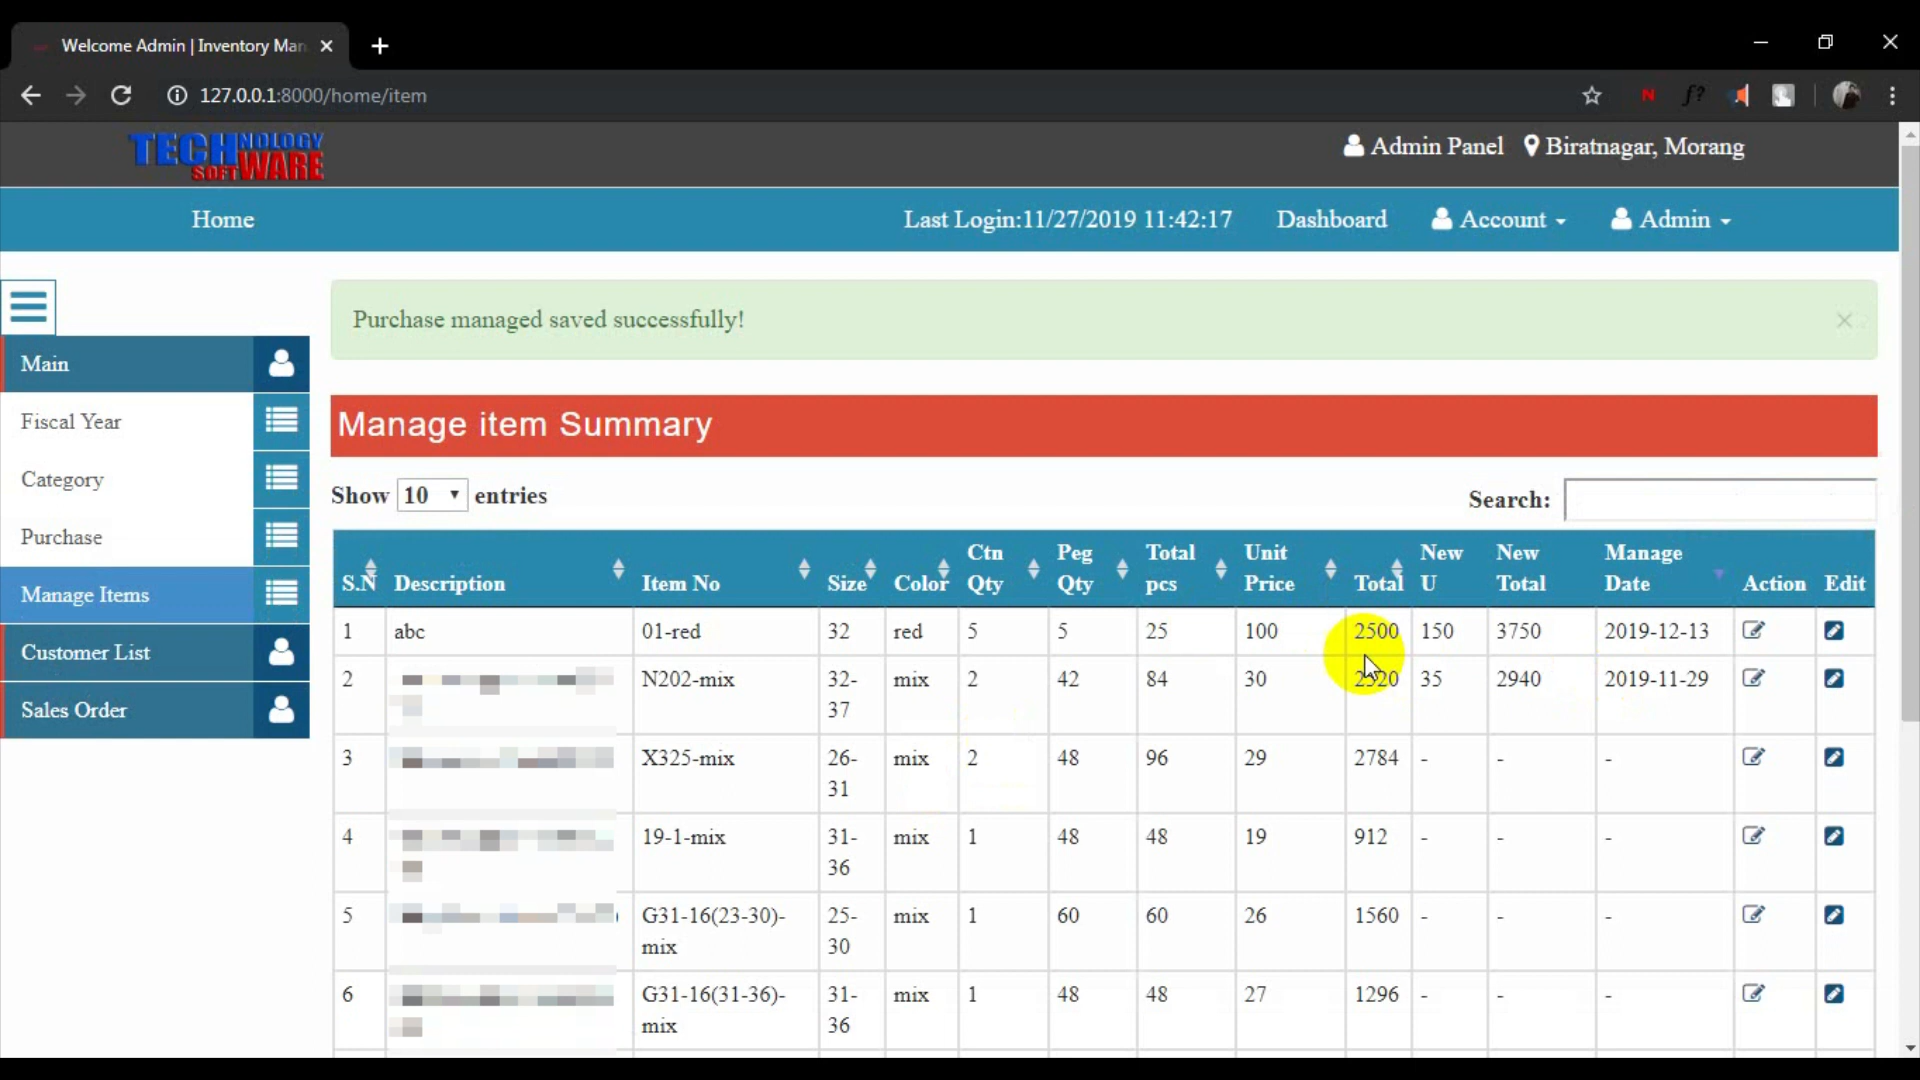 Welcome Admin | Inventory Man
127.0.0.1:8000/home/item
N f?
TECHNOLOGY
SOFTWARE
Admin Panel Biratnagar, Morang
Home Last Login:11/27/2019 11:42:17 Dashboard Account Admin
Purchase managed saved successfully!
Main
Fiscal Year
Category
Purchase
Manage Items
Customer List
Sales Order
Manage item Summary
Show 10 entries Search:
S.N Description Item No Size Color Ctn Qty Peg Qty Total pcs Unit Price Total New U New Total Manage Date Action Edit
1 abc 01-red 32 red 5 5 25 100 2500 150 3750 2019-12-13
2 N202-mix 32-37 mix 2 42 84 30 2520 35 2940 2019-11-29
3 X325-mix 26-31 mix 2 48 96 29 2784 - - -
4 19-1-mix 31-36 mix 1 48 48 19 912 - - -
5 G31-16(23-30)-mix 25-30 mix 1 60 60 26 1560 - - -
6 G31-16(31-36)-mix 31-36 mix 1 48 48 27 1296 - - -